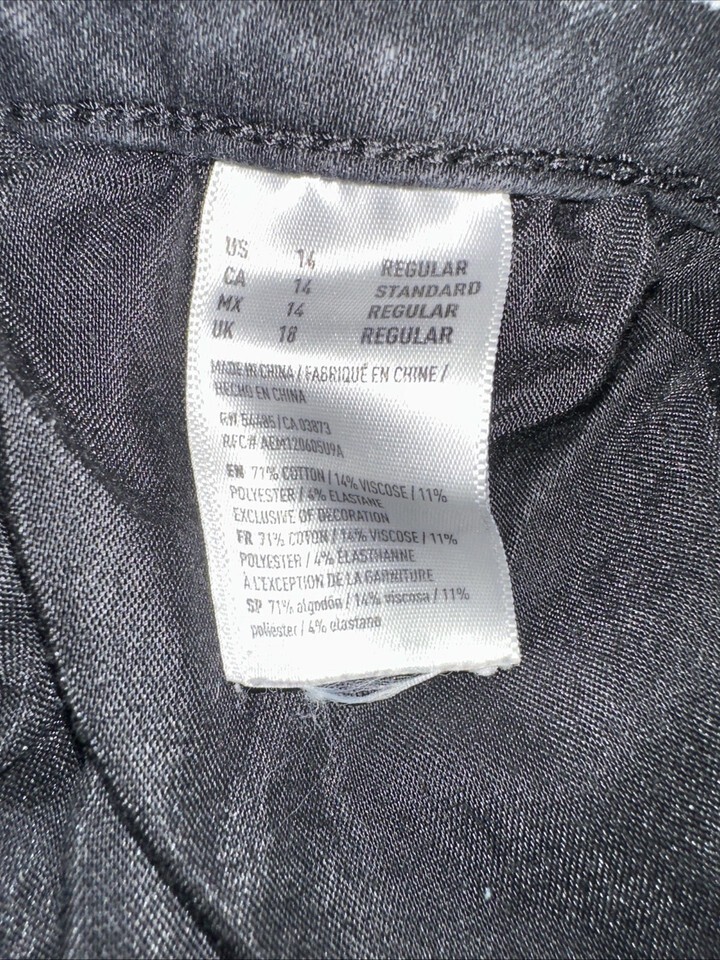 US 14 REGULAR
CA 14 STANDARD
MX 14 REGULAR
UK 18 REGULAR
MADE IN CHINA / FABRIQUÉ EN CHINE /
HECHO EN CHINA
CA 03873
R.F.C# AEM120605U9A
EN 71% COTTON / 14% VISCOSE / 11%
POLYESTER / 4% ELASTANE
EXCLUSIVE OF DECORATION
FR 71% COTON / 14% VISCOSE / 11%
POLYESTER / 4% ÉLASTHANNE
À L'EXCEPTION DE LA GARNITURE
SP 71% algodón / 14% viscosa / 11%
poliéster / 4% elastano